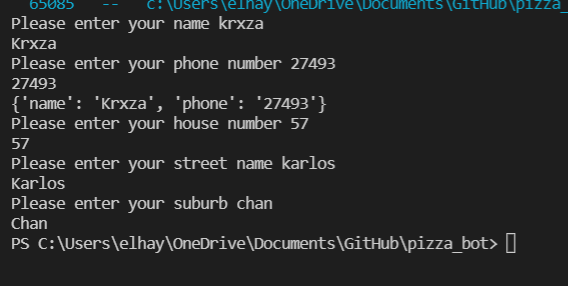 65085 -- c:\Users\elhay\OneDrive\Documents\GitHub\pizza_
Please enter your name krxza
Krxza
Please enter your phone number 27493
27493
{'name': 'Krxza', 'phone': '27493'}
Please enter your house number 57
57
Please enter your street name karlos
Karlos
Please enter your suburb chan
Chan
PS C:\Users\elhay\OneDrive\Documents\GitHub\pizza_bot>